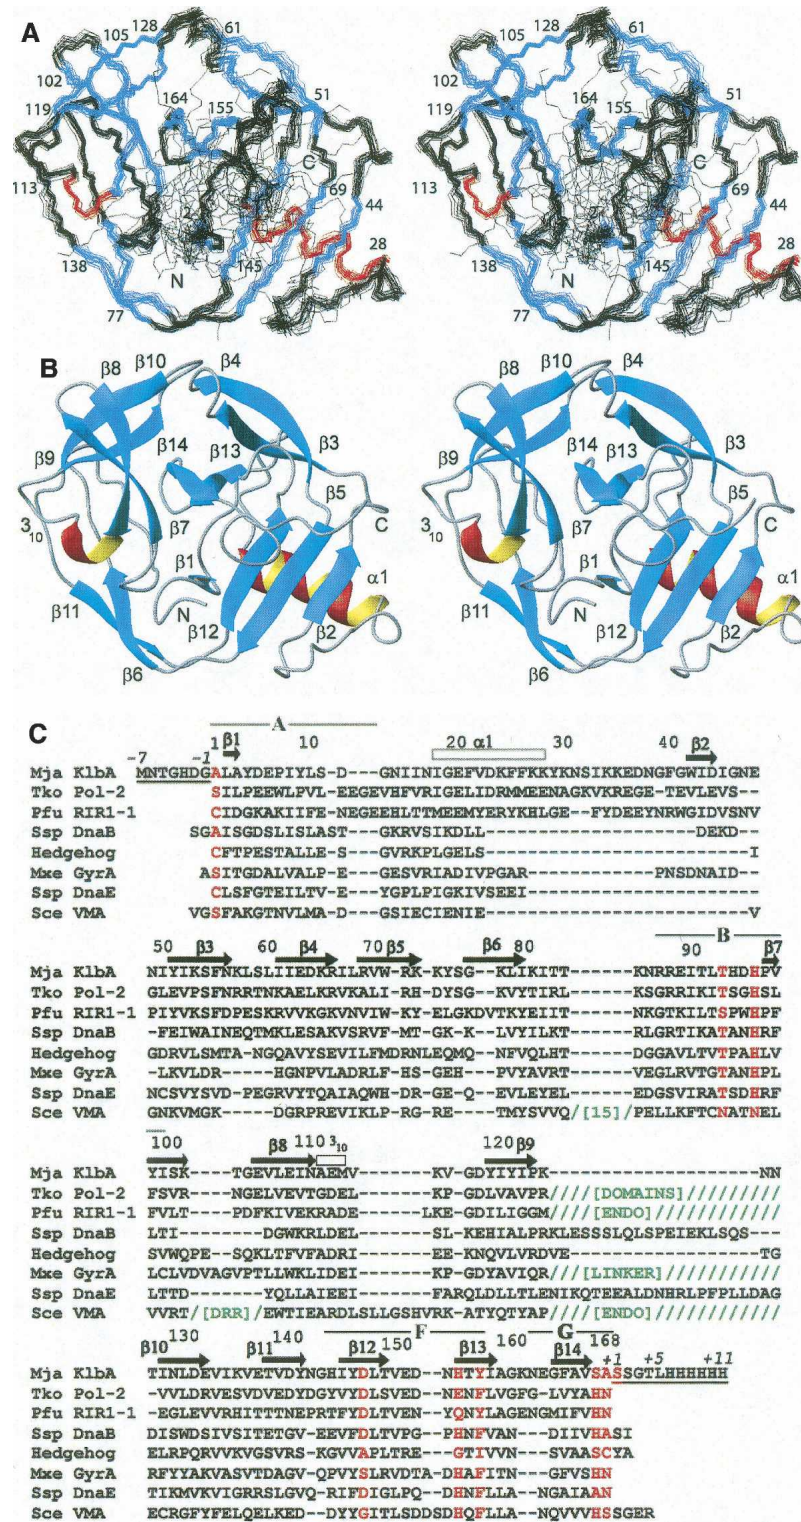 A
105 128 61 105 128 61
102 102
119 164 155 51 119 164 155 51
C C
113 69 113 69
44 44
2 2
28 28
138 N 145 138 N 145
77 77
B
β8 β10 β4 β8 β10 β4
β14 β13 β3 β14 β13 β3
β9 β9
β5 β5
3₁₀ β7 C 3₁₀ β7 C
β1 α1 β1 α1
N N
β11 β12 β2 β11 β12 β2
β6 β6
C
A
-7 -1 1 β1 10 20 α1 30 40 β2
Mja KlbA MNTGHDGALAYDEPIYLS-D---GNIINIGEFVDKFFKKYKNSIKKEDNGFGWIDIGNE
Tko Pol-2 SILPEEWLPVLEEGEVHFVRIGELIDRMMEENAGKVKREGE-TEVLEVS--
Pfu RIR1-1 CIDGKAKIIFE-NEGEEHLTTMEEMYERYKHLGE-FYDEEYNRWGIDVSNV
Ssp DnaB SGAISGDSLISLAST---GKRVSIKDLL----------------DEKD---
Hedgehog CFTPESTALLE-S---GVRKPLGELS---------------------I
Mxe GyrA ASITGDALVALP-E---GESVRIADIVPGAR-----------PNSDNAID--
Ssp DnaE CLSFGTEILTV-E---YGPLPIGKIVSEEI--------------------
Sce VMA VGSFAKGTNVLMA-D---GSIECIENIE----------------------V
B
50 β3 60 β4 70 β5 β6 80 90 β7
Mja KlbA NIYIKSFNKLSLIIEDKRILRVW-RK-KYSG--KLIKITT------KNRREITLTHDHPV
Tko Pol-2 GLEVPSFNRRTNKAELKRVKALI-RHDYSG-KVYTIRL------KSGRRIKITSGHSL
Pfu RIR1-1 PIYVKSFDPESKRVVKGKVNVIW-KY-ELGKDVTKYEIIT------NKGTKILTSPWHPF
Ssp DnaB -FEIWAINEQTMKLESAKVSRVF-MT-GK-K-LVYILKT------RLGRTIKATANHRF
Hedgehog GDRVLSMTA-NGQAVYSEVILFMDRNLEQMQ-NFVQLHT------DGGAVLTVTPAHLV
Mxe GyrA -LKVLDR----HGNPVLADRLF-HS-GEH-PVYAVRT------VEGLRVTGTANHPL
Ssp DnaE NCSVYSVD-PEGRVYTQAIAQWH-DR-GE-Q-EVLEYEL------EDGSVIRATSDHRF
Sce VMA GNKVMGK---DGRPREVIKLP-RG-RE---TMYSVVQ/[15]/PELLKFTCNATNEL
100 β8 110 3₁₀ 120 β9
Mja KlbA YISK----TGEVLEINAEMV-------KV-GDYIYIPK-----------------NN
Tko Pol-2 FSVR----NGELVEVTGDEL-------KP-GDLVAVPR////[DOMAINS]///////
Pfu RIR1-1 FVLT----PDFKIVEKRADE------LKE-GDILIGGM////[ENDO]//////////
Ssp DnaB LTI-----DGWKRLDEL------SL-KEHIALPRKLESSSLQLSPEIEKLSQS--
Hedgehog SVWQPE--SQKLTFVFADRI-------EEKNQVLVRDVE---------------TG
Mxe GyrA LCLVDVAGVPTLLWKLIDEI-------KP-GDYAVIQR////[LINKER]////////
Ssp DnaE LTTD------YQLLAIEEI------FARQLDLLTLENIKQTEEALDNHRLPFPLLDAG
Sce VMA VVRT/[DRR]/EWTIEARDLSLLGSHVRK-ATYQTYAP////[ENDO]//////////
F G
β10 130 β11 140 β12 150 β13 160 β14 168 +1 +5 +11
Mja KlbA TINLDEVIKVETVDYNGHIYDLTVED--NHTYIAGKNEGFAVSASSGTLHHHHHH
Tko Pol-2 -VVLDRVESVDVEDYDGYVYDLSVED--NENFLVGFG-LVYAHN
Pfu RIR1-1 -EGLEVVRHITTTNEPRTFYDLTVEN--YQNYLAGENGMIFVHN
Ssp DnaB DISWDSIVSITETGV-EEVFDLTVPG--PHNFVAN---DIIVHASI
Hedgehog ELRPQRVVKVGSVRS-KGVVAPLTRE--GTIVVN---SVAASCYA
Mxe GyrA RFYYAKVASVTDAGV-QPVYSLRVDTA-DHAFITN---GFVSHN
Ssp DnaE TIKMVKVIGRRSLGVQ-RIFDIGLPQ--DHNFLLA--NGAIAAN
Sce VMA ECRGFYFELQELKED--DYYGITLSDDSDHQFLLA--NQVVVHSSGER